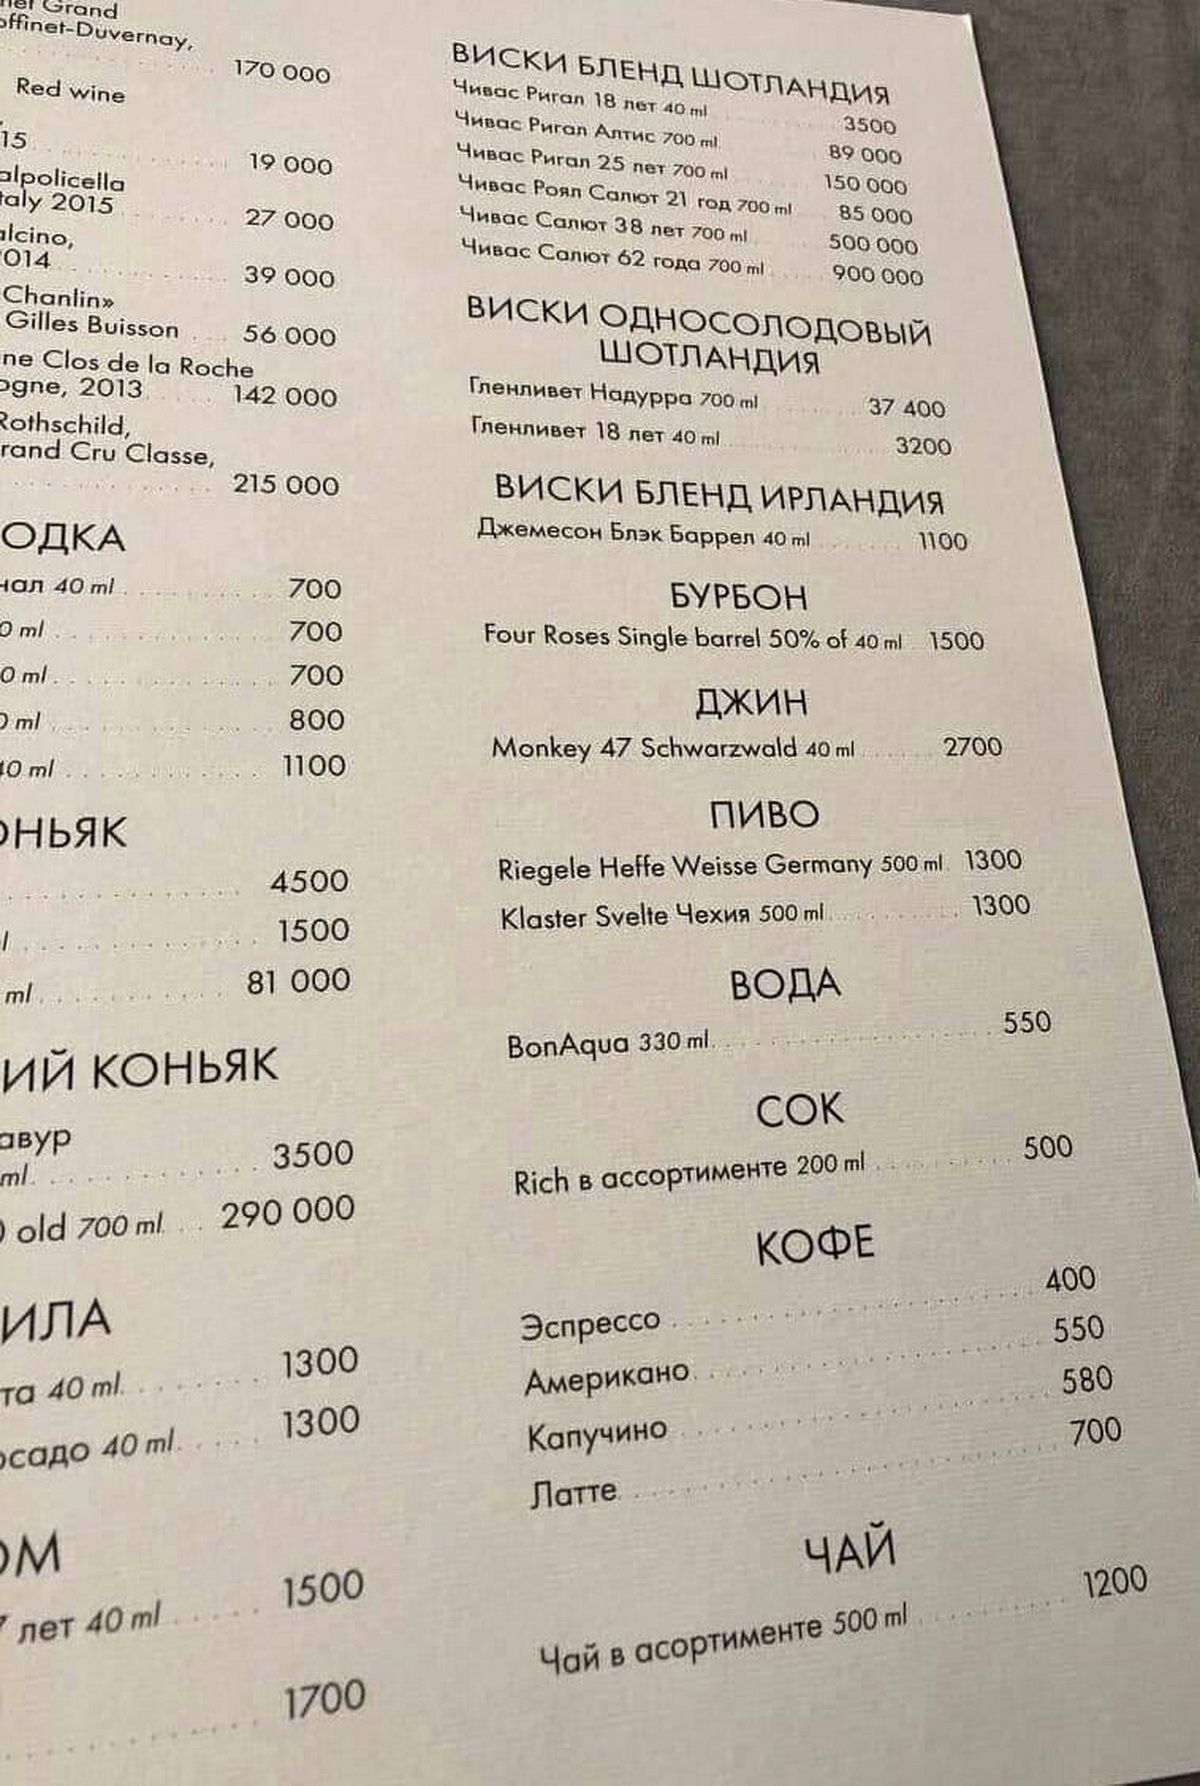 Grand
offinet-Duvernay,
170 000
Red wine
15 19 000
alpolicella
taly 2015 27 000
alcino,
014 39 000
Chanlin»
Gilles Buisson 56 000
ne Clos de la Roche
ogne, 2013 142 000
Rothschild,
rand Cru Classe,
215 000
ОДКА
нал 40 ml 700
0 ml 700
0 ml 700
0 ml 800
40 ml 1100
ОНЬЯК
4500
l 1500
ml 81 000
ИЙ КОНЬЯК
авур
ml 3500
old 700 ml 290 000
ИЛА
та 40 ml 1300
осадо 40 ml 1300
ОМ
7 лет 40 ml 1500
1700
ВИСКИ БЛЕНД ШОТЛАНДИЯ
Чивас Ригал 18 лет 40 ml 3500
Чивас Ригал Алтис 700 ml 89 000
Чивас Ригал 25 лет 700 ml 150 000
Чивас Роял Салют 21 год 700 ml 85 000
Чивас Салют 38 лет 700 ml 500 000
Чивас Салют 62 года 700 ml 900 000
ВИСКИ ОДНОСОЛОДОВЫЙ
ШОТЛАНДИЯ
Гленливет Надурра 700 ml 37 400
Гленливет 18 лет 40 ml 3200
ВИСКИ БЛЕНД ИРЛАНДИЯ
Джемесон Блэк Баррел 40 ml 1100
БУРБОН
Four Roses Single barrel 50% of 40 ml 1500
ДЖИН
Monkey 47 Schwarzwald 40 ml 2700
ПИВО
Riegele Heffe Weisse Germany 500 ml 1300
Klaster Svelte Чехия 500 ml 1300
ВОДА
BonAqua 330 ml 550
СОК
Rich в ассортименте 200 ml 500
КОФЕ
Эспрессо 400
Американо 550
Капучино 580
Латте 700
ЧАЙ
Чай в асортименте 500 ml 1200